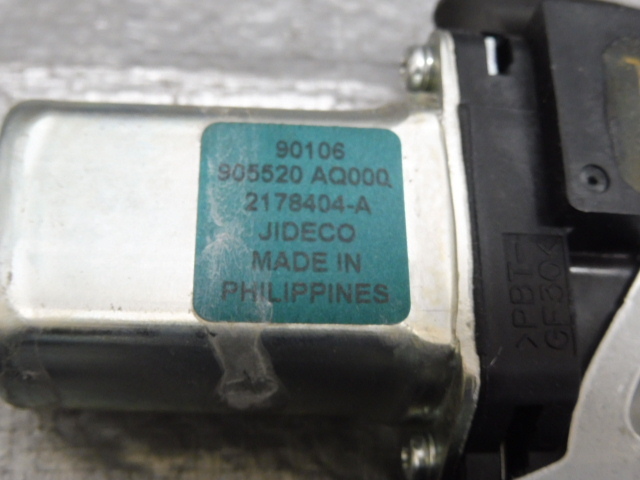 90106
905520 AQ000
2178404-A
JIDECO
MADE IN
PHILIPPINES
>PBT-
GF30<